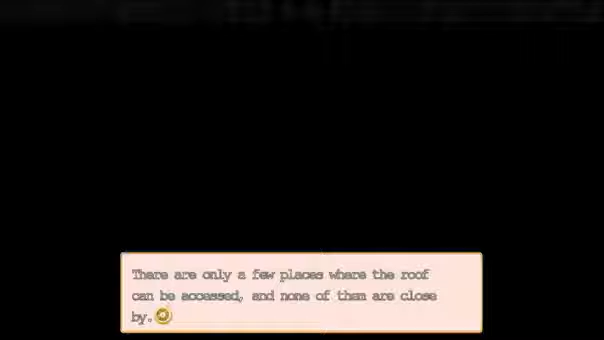 There are only a few places where the roof
can be accessed, and none of them are close
by.